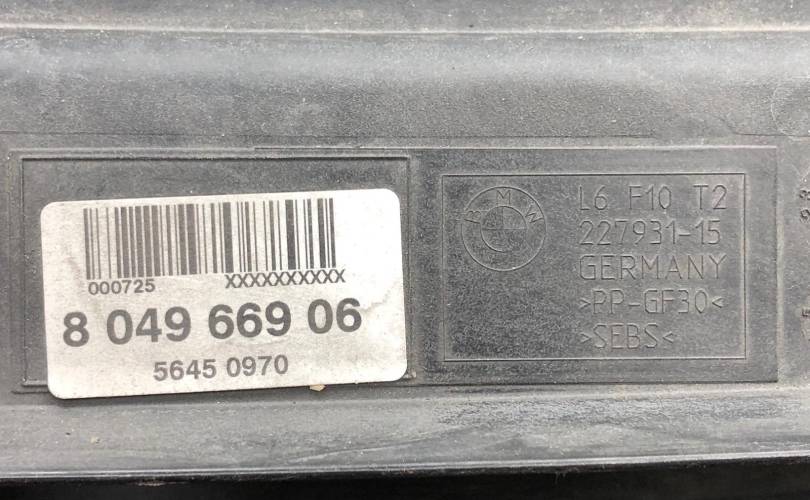 000725 XXXXXXXXXX
8 049 669 06
5645 0970
BMW
L6 F10 T2
227931-15
GERMANY
>PP-GF30<
>SEBS<